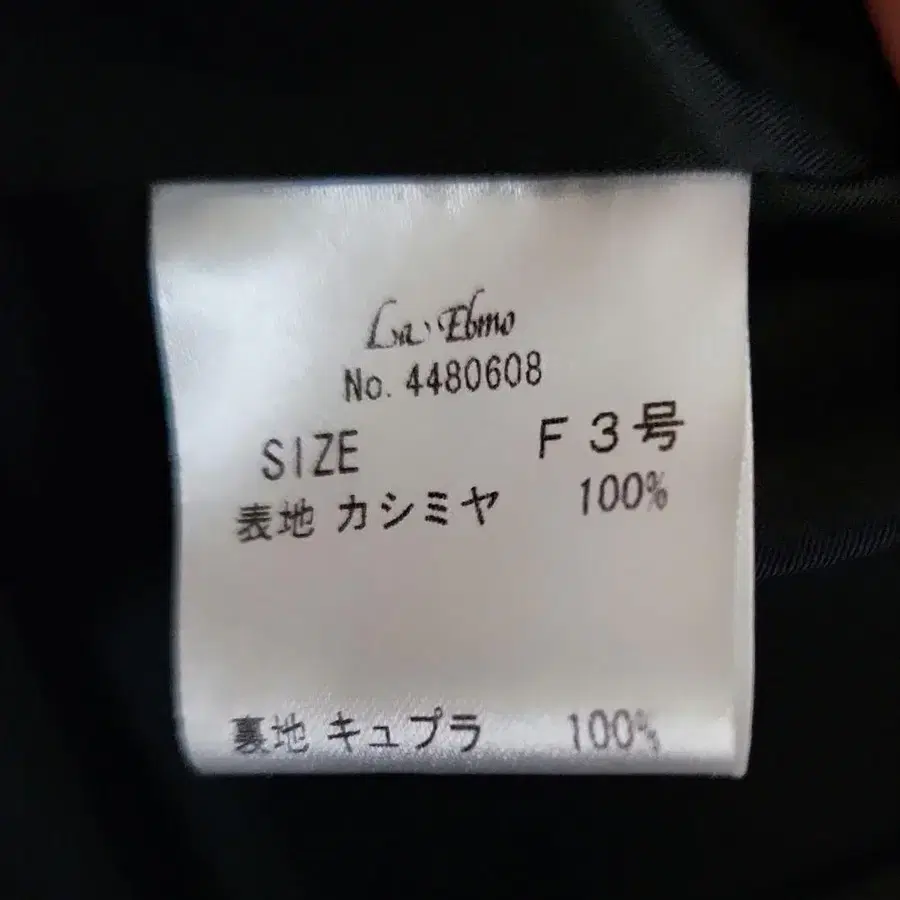 La Ebmo
No. 4480608
SIZE F 3号
表地 カシミヤ 100%
裏地 キュプラ 100%